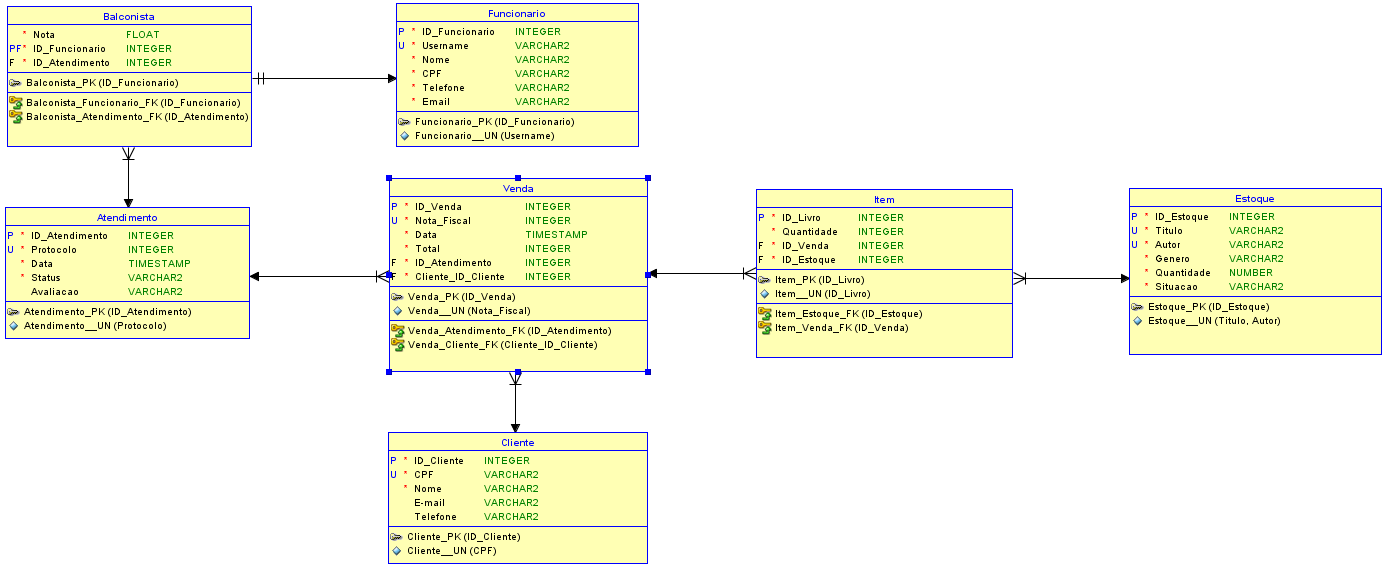 Balconista
* Nota FLOAT
PF* ID_Funcionario INTEGER
F * ID_Atendimento INTEGER
Balconista_PK (ID_Funcionario)
Balconista_Funcionario_FK (ID_Funcionario)
Balconista_Atendimento_FK (ID_Atendimento)
Funcionario
P * ID_Funcionario INTEGER
U * Username VARCHAR2
* Nome VARCHAR2
* CPF VARCHAR2
* Telefone VARCHAR2
* Email VARCHAR2
Funcionario_PK (ID_Funcionario)
Funcionario__UN (Username)
Atendimento
P * ID_Atendimento INTEGER
U * Protocolo INTEGER
* Data TIMESTAMP
* Status VARCHAR2
Avaliacao VARCHAR2
Atendimento_PK (ID_Atendimento)
Atendimento__UN (Protocolo)
Venda
P * ID_Venda INTEGER
U * Nota_Fiscal INTEGER
* Data TIMESTAMP
* Total INTEGER
F * ID_Atendimento INTEGER
F * Cliente_ID_Cliente INTEGER
Venda_PK (ID_Venda)
Venda__UN (Nota_Fiscal)
Venda_Atendimento_FK (ID_Atendimento)
Venda_Cliente_FK (Cliente_ID_Cliente)
Item
P * ID_Livro INTEGER
* Quantidade INTEGER
F * ID_Venda INTEGER
F * ID_Estoque INTEGER
Item_PK (ID_Livro)
Item__UN (ID_Livro)
Item_Estoque_FK (ID_Estoque)
Item_Venda_FK (ID_Venda)
Estoque
P * ID_Estoque INTEGER
U * Titulo VARCHAR2
U * Autor VARCHAR2
* Genero VARCHAR2
* Quantidade NUMBER
* Situacao VARCHAR2
Estoque_PK (ID_Estoque)
Estoque__UN (Titulo, Autor)
Cliente
P * ID_Cliente INTEGER
U * CPF VARCHAR2
* Nome VARCHAR2
E-mail VARCHAR2
Telefone VARCHAR2
Cliente_PK (ID_Cliente)
Cliente__UN (CPF)